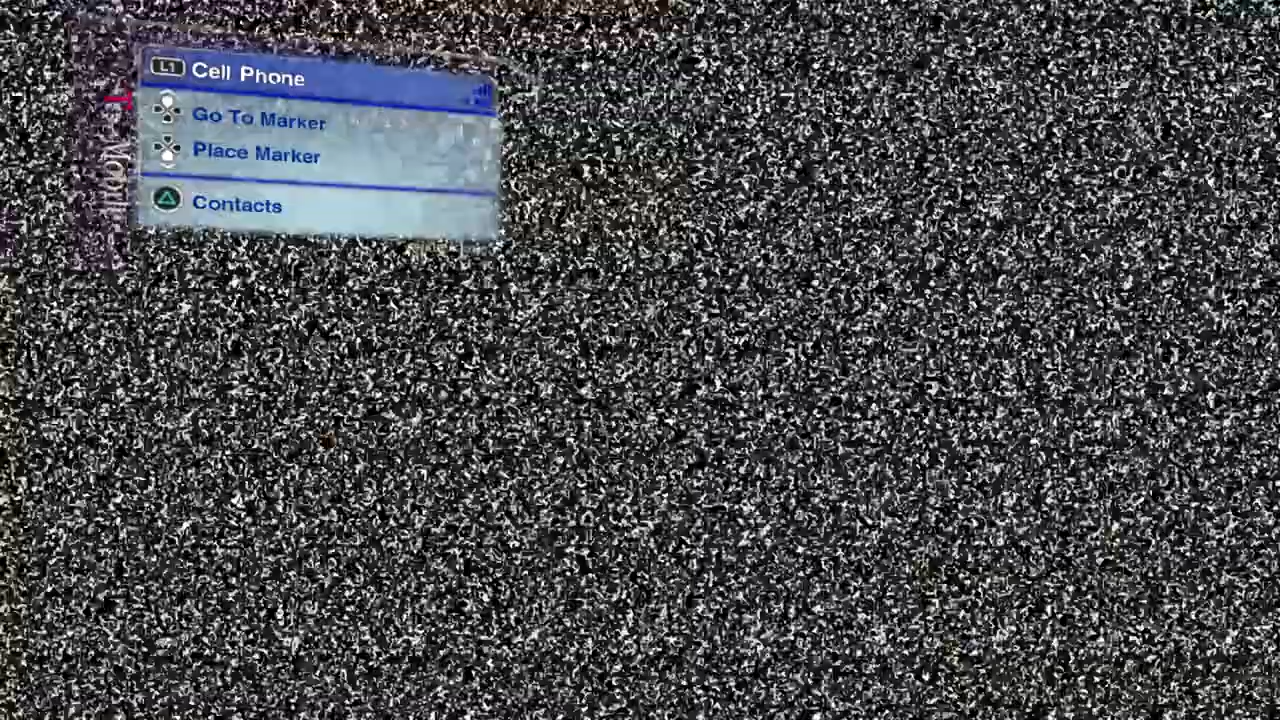 L1 Cell Phone
Go To Marker
Place Marker
Contacts